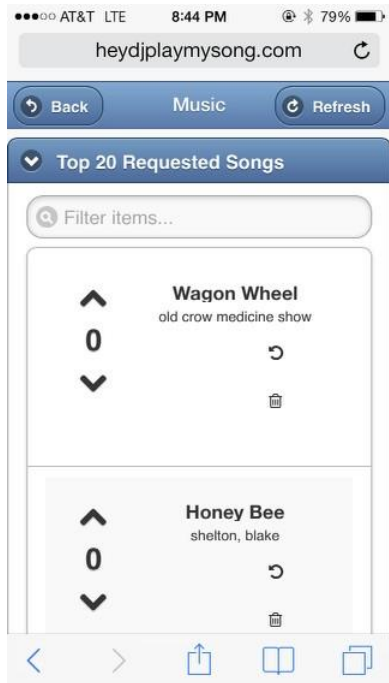 AT&T LTE 8:44 PM 79%
heydjplaymysong.com
Back Music Refresh
Top 20 Requested Songs
Filter items...
Wagon Wheel
old crow medicine show
0
Honey Bee
shelton, blake
0